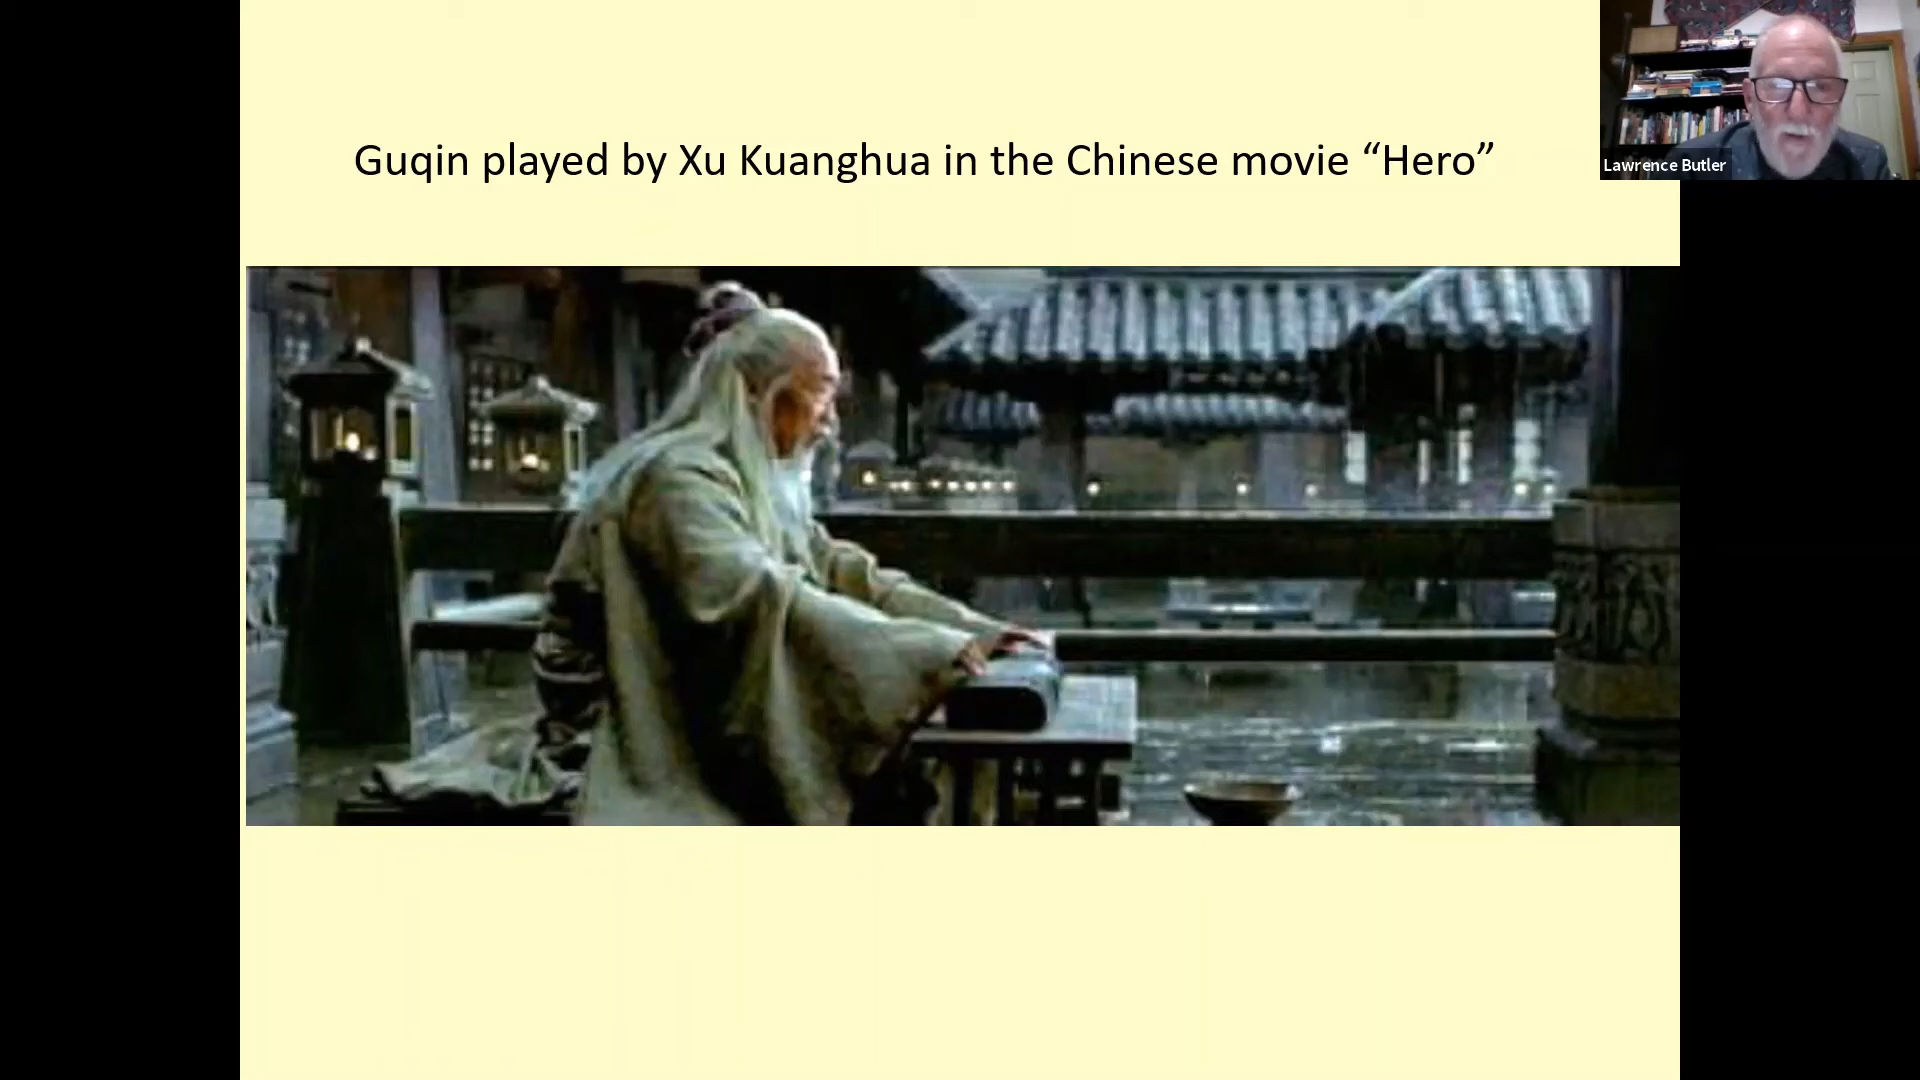 Guqin played by Xu Kuanghua in the Chinese movie “Hero”
Lawrence Butler